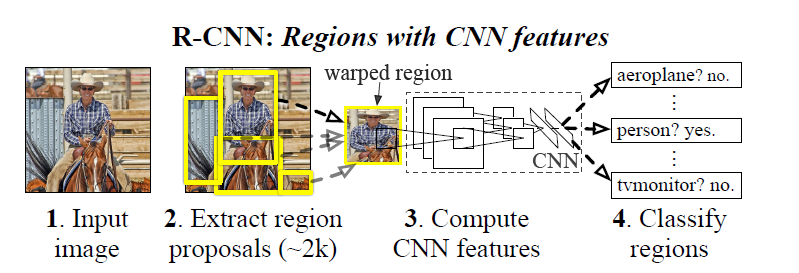 R-CNN: Regions with CNN features
warped region
aeroplane? no.
⋮
person? yes.
⋮
tvmonitor? no.
CNN
1. Input
image
2. Extract region
proposals (~2k)
3. Compute
CNN features
4. Classify
regions